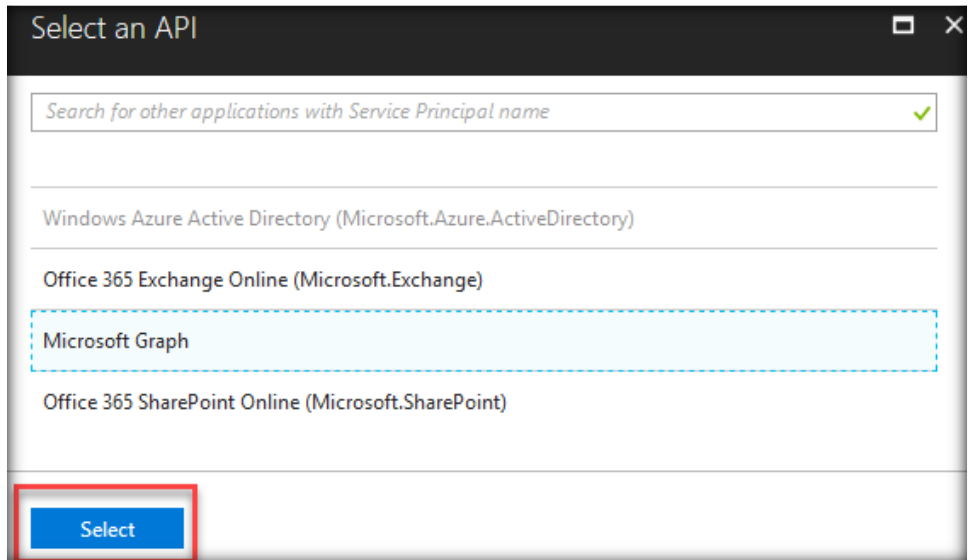 Select an API
Search for other applications with Service Principal name
Windows Azure Active Directory (Microsoft.Azure.ActiveDirectory)
Office 365 Exchange Online (Microsoft.Exchange)
Microsoft Graph
Office 365 SharePoint Online (Microsoft.SharePoint)
Select